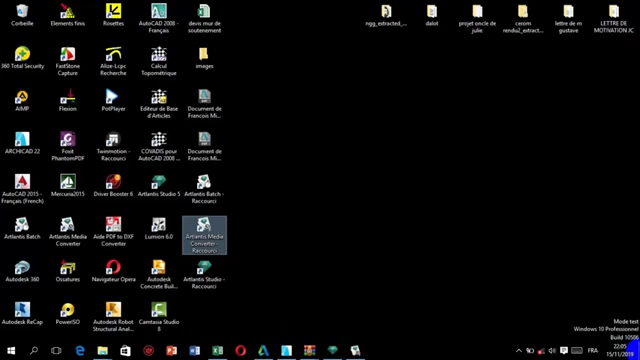 Corbeille
Elements finis
Rosettes
AutoCAD 2008 -
Français
devis mur de
soutenement
ngg_extracted_...
dalot
projet oncle
de julie
cerom
rendu2_extract...
lettre de m
gustave
LETTRE DE
MOTIVATION.JC
360 Total Security
FastStone
Capture
Alize-Lcpc -
Recherche
Calcul
Topométrique
images
AIMP
Flexion
PotPlayer
Editeur de Base
d'Articles
Document de
Francois Mi...
ARCHICAD 22
Foxit
PhantomPDF
Twinmotion -
Raccourci
COVADIS pour
AutoCAD 2008 ...
Document de
Francois Mi...
AutoCAD 2015 -
Français (French)
Mercuria2015
Driver Booster 6
Artlantis Studio 5
Artlantis Batch -
Raccourci
Artlantis Batch
Artlantis Media
Converter
Aide PDF to DXF
Converter
Lumion 6.0
Artlantis Media
Converter -
Raccourci
Autodesk 360
Ossatures
Navigateur Opera
Autodesk
Concrete Buil...
Artlantis Studio -
Raccourci
Autodesk ReCap
PowerISO
Autodesk Robot
Structural Anal...
Camtasia Studio
8
Mode test
Windows 10 Professionnel
Build 10586
FRA
22:05
15/11/2019